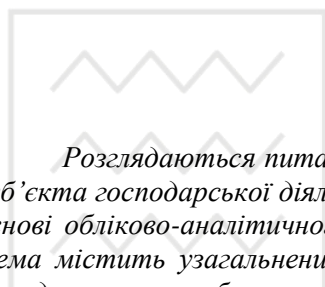 Розглядаються пита
б’єкта господарської діял
нові обліково-аналітично
ема містить узагальнени